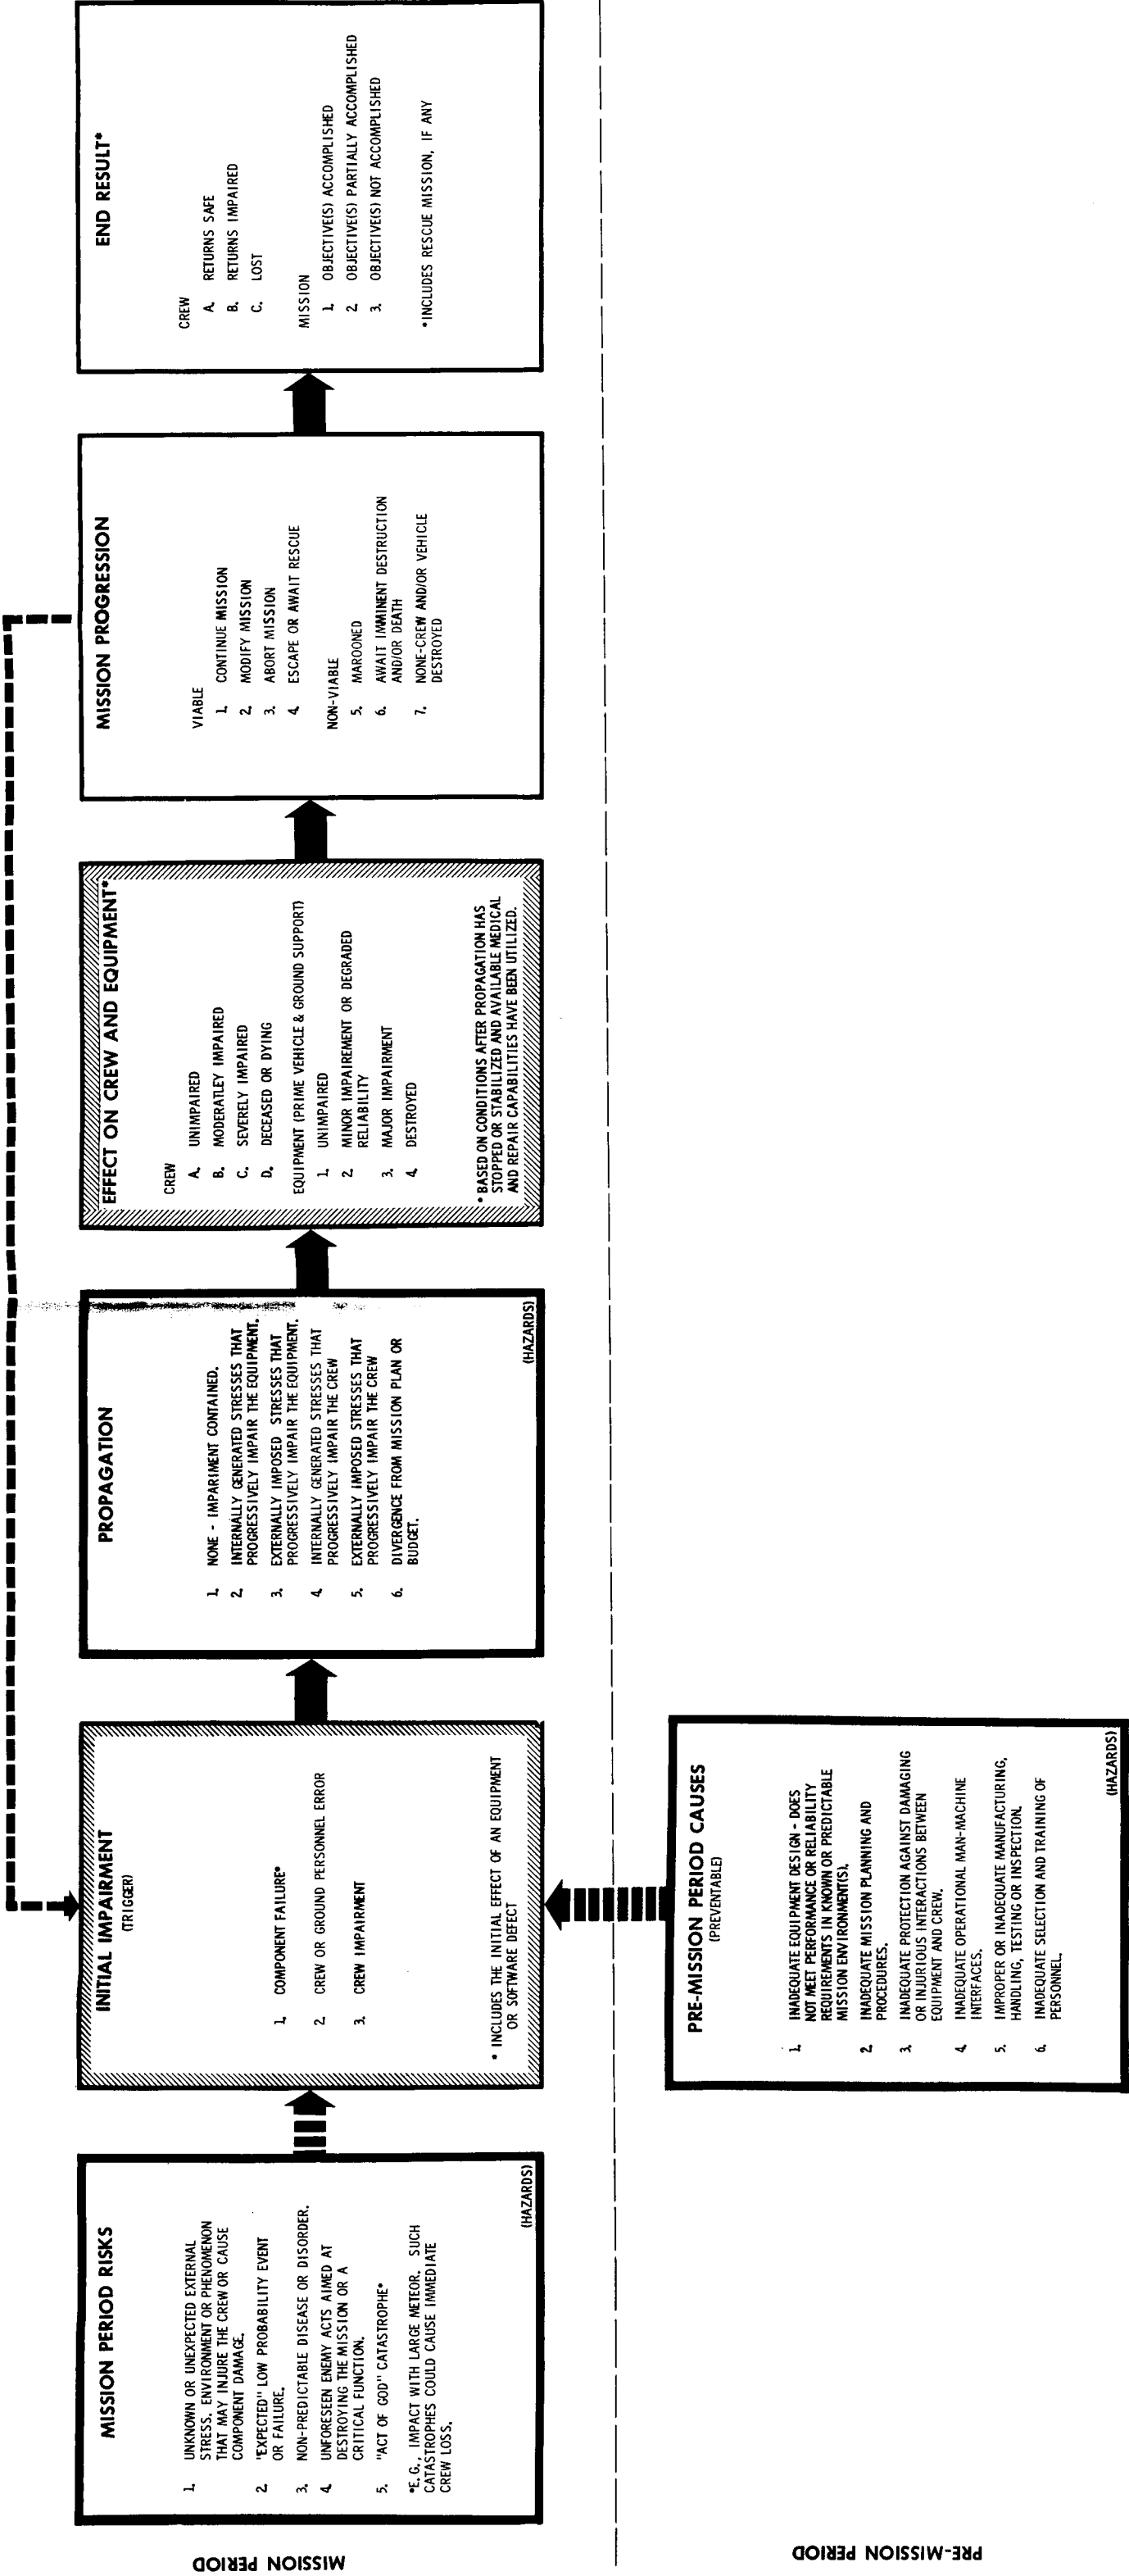 MISSION PERIOD
MISSION PERIOD RISKS
1. UNKNOWN OR UNEXPECTED EXTERNAL
STRESS, ENVIRONMENT OR PHENOMENON
THAT MAY INJURE THE CREW OR CAUSE
COMPONENT DAMAGE.
2. "EXPECTED" LOW PROBABILITY EVENT
OR FAILURE.
3. NON-PREDICTABLE DISEASE OR DISORDER.
4. UNFORESEEN ENEMY ACTS AIMED AT
DESTROYING THE MISSION OR A
CRITICAL FUNCTION.
5. "ACT OF GOD" CATASTROPHE*
*E.G., IMPACT WITH LARGE METEOR. SUCH
CATASTROPHES COULD CAUSE IMMEDIATE
CREW LOSS.
(HAZARDS)
INITIAL IMPAIRMENT
(TRIGGER)
1. COMPONENT FAILURE*
2. CREW OR GROUND PERSONNEL ERROR
3. CREW IMPAIRMENT
* INCLUDES THE INITIAL EFFECT OF AN EQUIPMENT
OR SOFTWARE DEFECT
PROPAGATION
1. NONE - IMPARIMENT CONTAINED.
2. INTERNALLY GENERATED STRESSES THAT
PROGRESSIVELY IMPAIR THE EQUIPMENT.
3. EXTERNALLY IMPOSED STRESSES THAT
PROGRESSIVELY IMPAIR THE EQUIPMENT.
4. INTERNALLY GENERATED STRESSES THAT
PROGRESSIVELY IMPAIR THE CREW
5. EXTERNALLY IMPOSED STRESSES THAT
PROGRESSIVELY IMPAIR THE CREW
6. DIVERGENCE FROM MISSION PLAN OR
BUDGET.
(HAZARDS)
EFFECT ON CREW AND EQUIPMENT*
CREW
A. UNIMPAIRED
B. MODERATLEY IMPAIRED
C. SEVERELY IMPAIRED
D. DECEASED OR DYING
EQUIPMENT (PRIME VEHICLE & GROUND SUPPORT)
1. UNIMPAIRED
2. MINOR IMPAIREMENT OR DEGRADED
RELIABILITY
3. MAJOR IMPAIRMENT
4. DESTROYED
* BASED ON CONDITIONS AFTER PROPAGATION HAS
STOPPED OR STABILIZED AND AVAILABLE MEDICAL
AND REPAIR CAPABILITIES HAVE BEEN UTILIZED.
MISSION PROGRESSION
VIABLE
1. CONTINUE MISSION
2. MODIFY MISSION
3. ABORT MISSION
4. ESCAPE OR AWAIT RESCUE
NON-VIABLE
5. MAROONED
6. AWAIT IMMINENT DESTRUCTION
AND/OR DEATH
7. NONE-CREW AND/OR VEHICLE
DESTROYED
END RESULT*
CREW
A. RETURNS SAFE
B. RETURNS IMPAIRED
C. LOST
MISSION
1. OBJECTIVE(S) ACCOMPLISHED
2. OBJECTIVE(S) PARTIALLY ACCOMPLISHED
3. OBJECTIVE(S) NOT ACCOMPLISHED
*INCLUDES RESCUE MISSION, IF ANY
PRE-MISSION PERIOD
PRE-MISSION PERIOD CAUSES
(PREVENTABLE)
1. INADEQUATE EQUIPMENT DESIGN - DOES
NOT MEET PERFORMANCE OR RELIABILITY
REQUIREMENTS IN KNOWN OR PREDICTABLE
MISSION ENVIRONMENT(S).
2. INADEQUATE MISSION PLANNING AND
PROCEDURES.
3. INADEQUATE PROTECTION AGAINST DAMAGING
OR INJURIOUS INTERACTIONS BETWEEN
EQUIPMENT AND CREW.
4. INADEQUATE OPERATIONAL MAN-MACHINE
INTERFACES.
5. IMPROPER OR INADEQUATE MANUFACTURING,
HANDLING, TESTING OR INSPECTION.
6. INADEQUATE SELECTION AND TRAINING OF
PERSONNEL.
(HAZARDS)